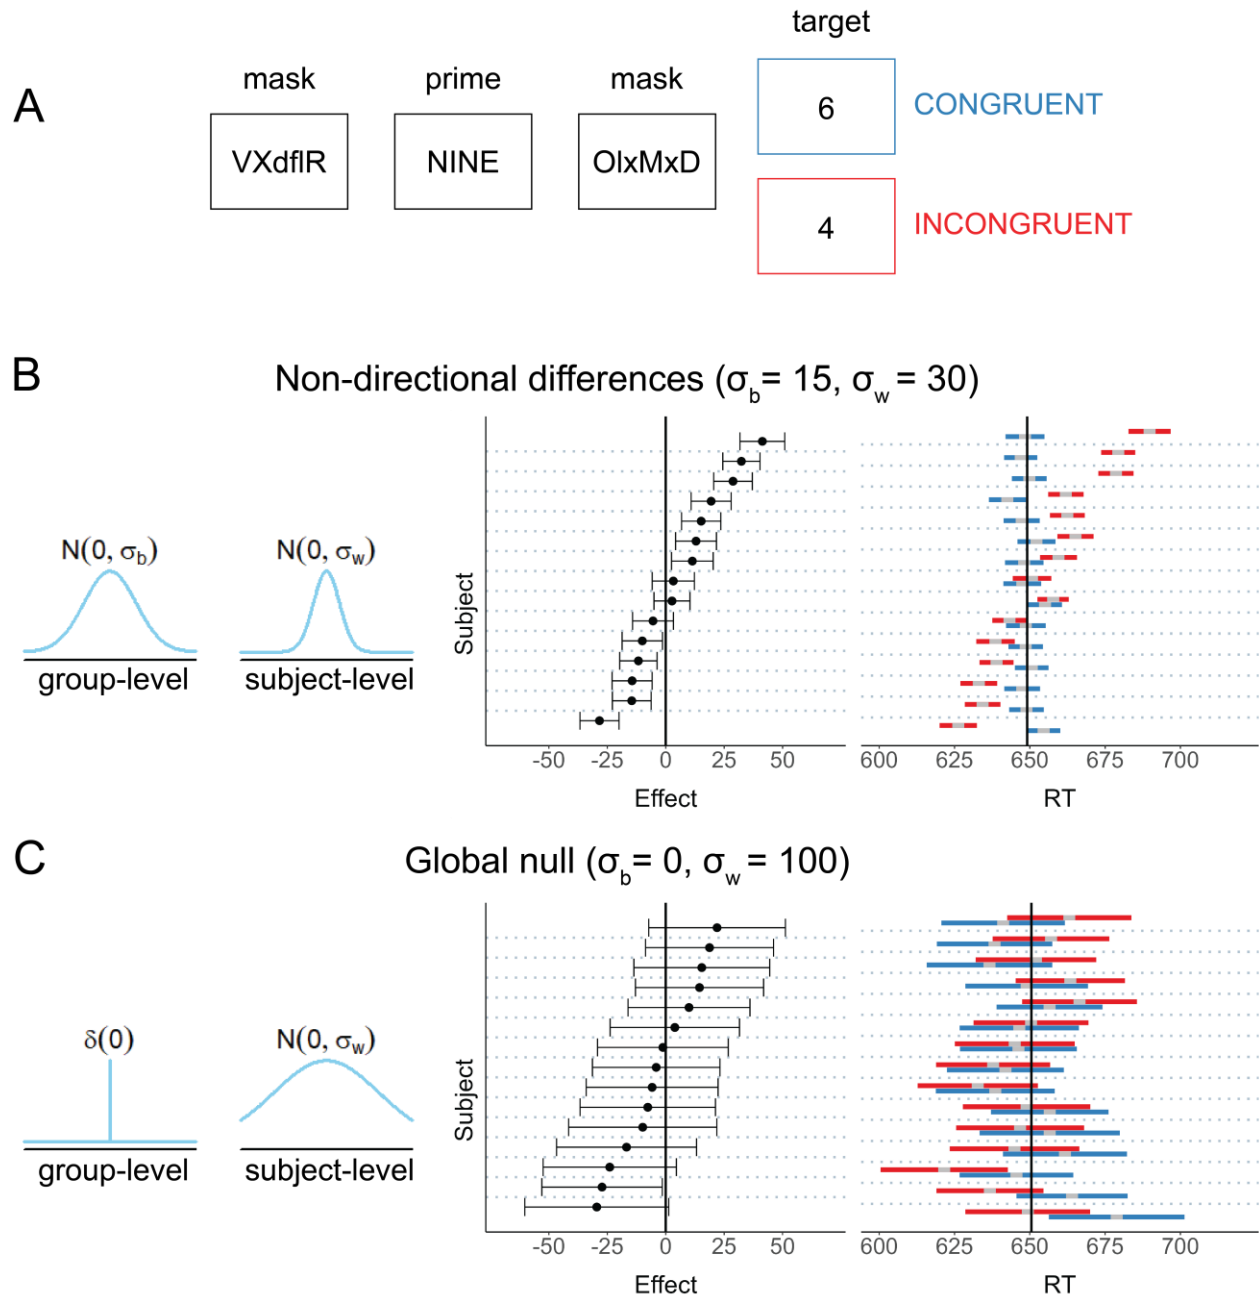 target
mask
prime
mask
A
VXdflR
NINE
OlxMxD
6
CONGRUENT
4
INCONGRUENT
B
Non-directional differences (σb= 15, σw = 30)
N(0, σb)
N(0, σw)
group-level
subject-level
Subject
-50 -25 0 25 50
Effect
600 625 650 675 700
RT
C
Global null (σb= 0, σw = 100)
δ(0)
N(0, σw)
group-level
subject-level
Subject
-50 -25 0 25 50
Effect
600 625 650 675 700
RT